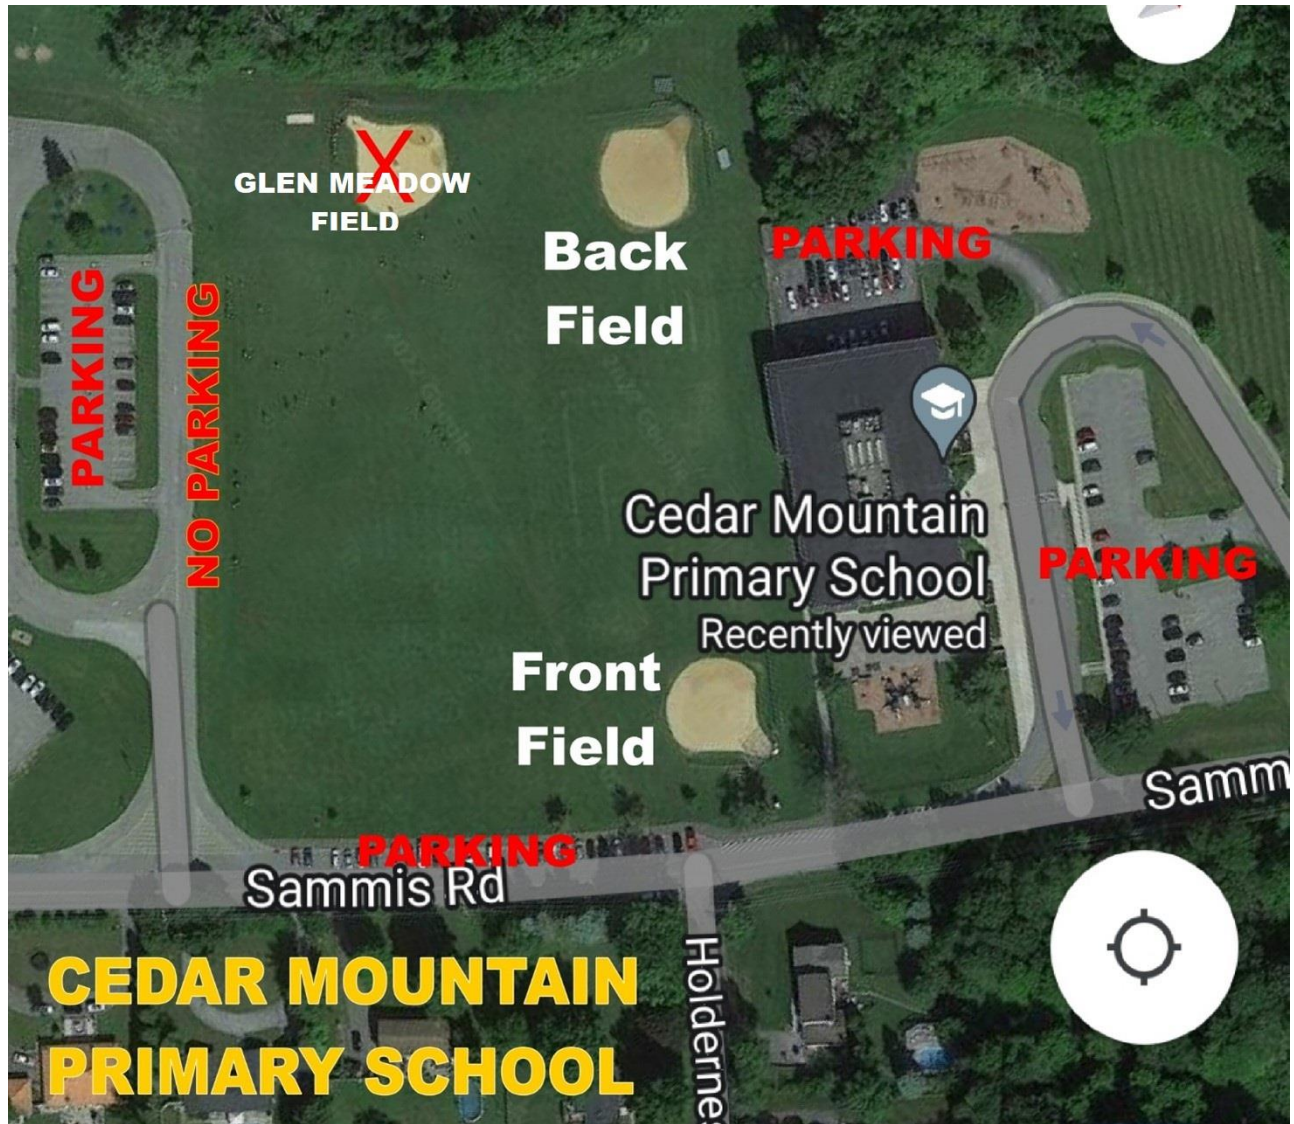 GLEN MEADOW
FIELD
Back
Field
PARKING
PARKING
NO PARKING
Cedar Mountain
Primary School
Recently viewed
PARKING
Front
Field
Samm
PARKING
Sammis Rd
Holdernes
CEDAR MOUNTAIN
PRIMARY SCHOOL